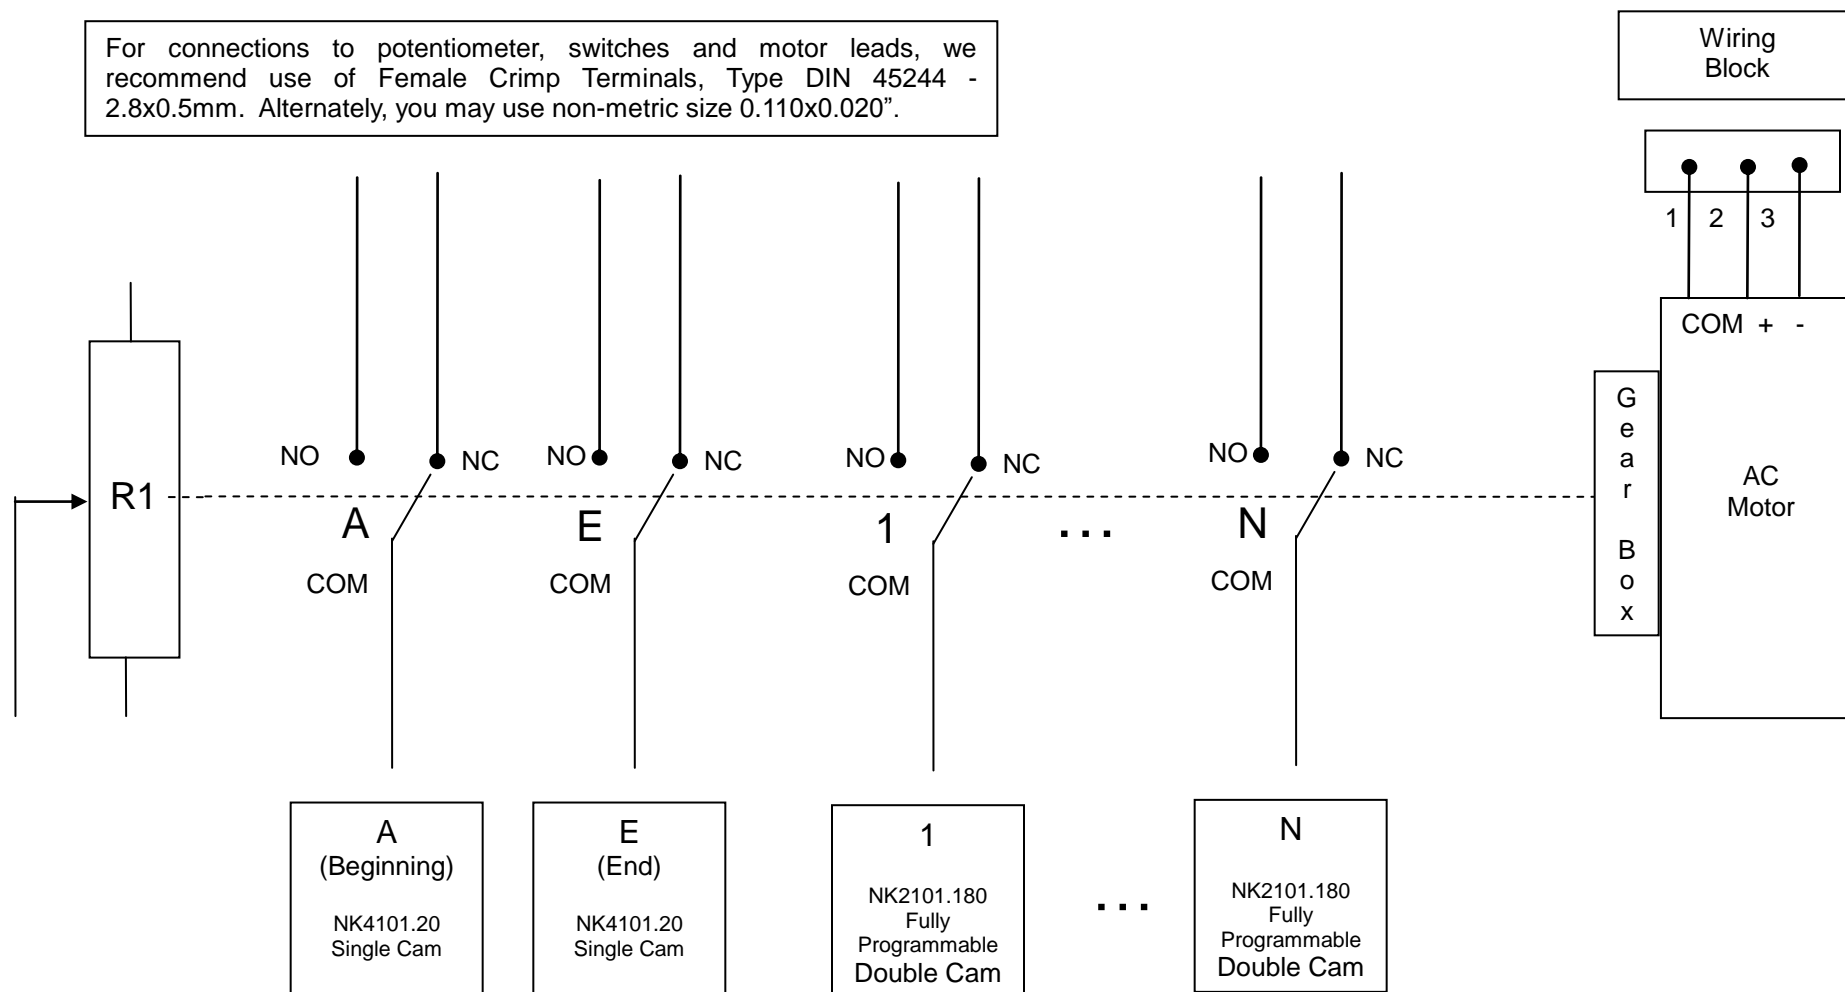 For connections to potentiometer, switches and motor leads, we
recommend use of Female Crimp Terminals, Type DIN 45244 -
2.8x0.5mm. Alternately, you may use non-metric size 0.110x0.020”.
Wiring
Block
1 2 3
COM + -
NO NC NO NC NO NC NO NC
R1
A E 1 ... N
COM COM COM COM
G
e
a
r
B
o
x
AC
Motor
A
(Beginning)
NK4101.20
Single Cam
E
(End)
NK4101.20
Single Cam
1
NK2101.180
Fully
Programmable
Double Cam
...
N
NK2101.180
Fully
Programmable
Double Cam